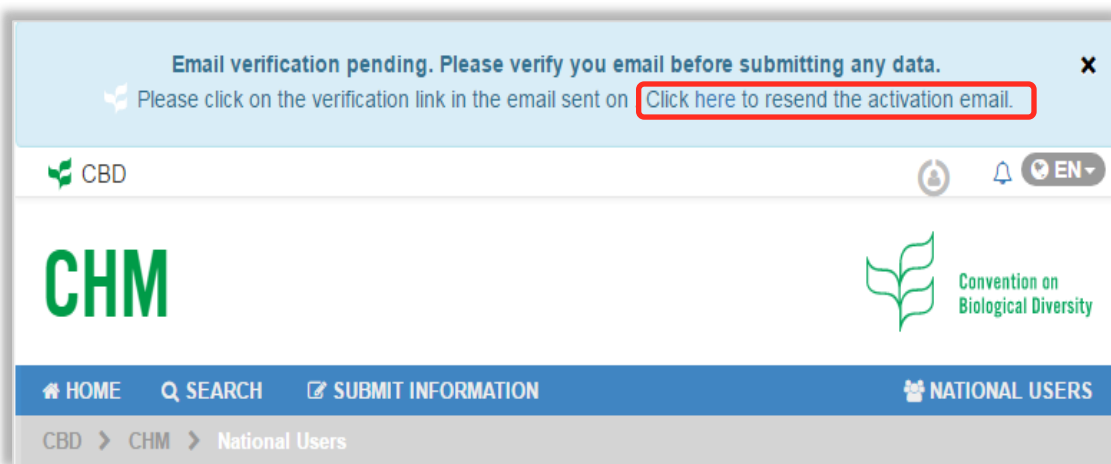 Email verification pending. Please verify you email before submitting any data.
Please click on the verification link in the email sent on Click here to resend the activation email.
CBD
EN
CHM
Convention on
Biological Diversity
HOME SEARCH SUBMIT INFORMATION NATIONAL USERS
CBD > CHM > National Users